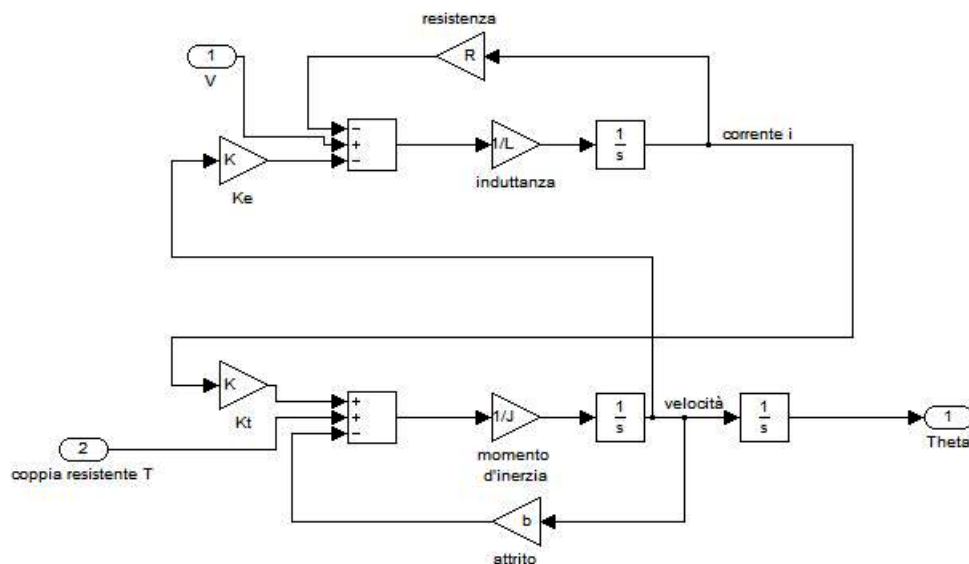 resistenza
1
V
R
−
+
−
K
Ke
1/L
induttanza
1
s
corrente i
K
Kt
+
+
−
1/J
momento
d'inerzia
1
s
velocità
1
s
1
Theta
2
coppia resistente T
b
attrito